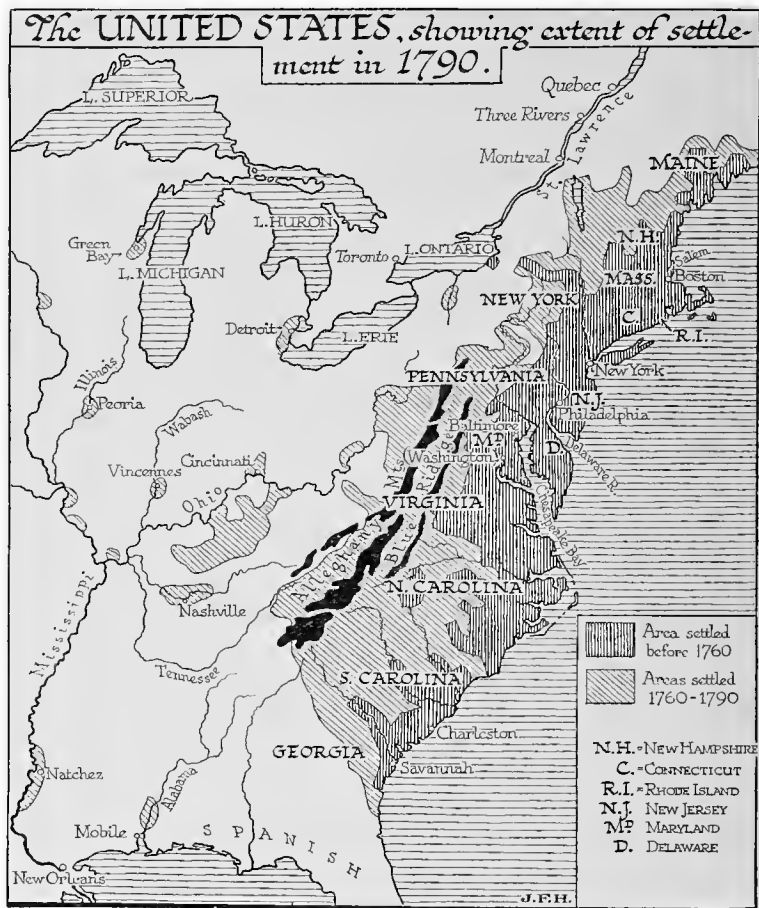 The UNITED STATES, showing extent of settle-
ment in 1790.
L. SUPERIOR
Quebec
Three Rivers
St. Lawrence
Montreal
MAINE
L. HURON
Green
Bay
L. MICHIGAN
Toronto
L. ONTARIO
N.H.
Salem
Boston
MASS.
NEW YORK
C.
R.I.
Detroit
L. ERIE
New York
PENNSYLVANIA
Illinois
Peoria
N.J.
Philadelphia
Wabash
Baltimore
MD
Washington
D.
Delaware R.
Cincinnati
Vincennes
Ohio
VIRGINIA
Chesapeake Bay
Alleghany Mts
Blue Ridge
N. CAROLINA
Nashville
Mississippi
Tennessee
S. CAROLINA
Charleston
GEORGIA
Savannah
Natchez
Alabama
Mobile
SPANISH
New Orleans
Area settled
before 1760
Areas settled
1760-1790
N.H. = NEW HAMPSHIRE
C. = CONNECTICUT
R.I. = RHODE ISLAND
N.J. NEW JERSEY
MD MARYLAND
D. DELAWARE
J.F.H.